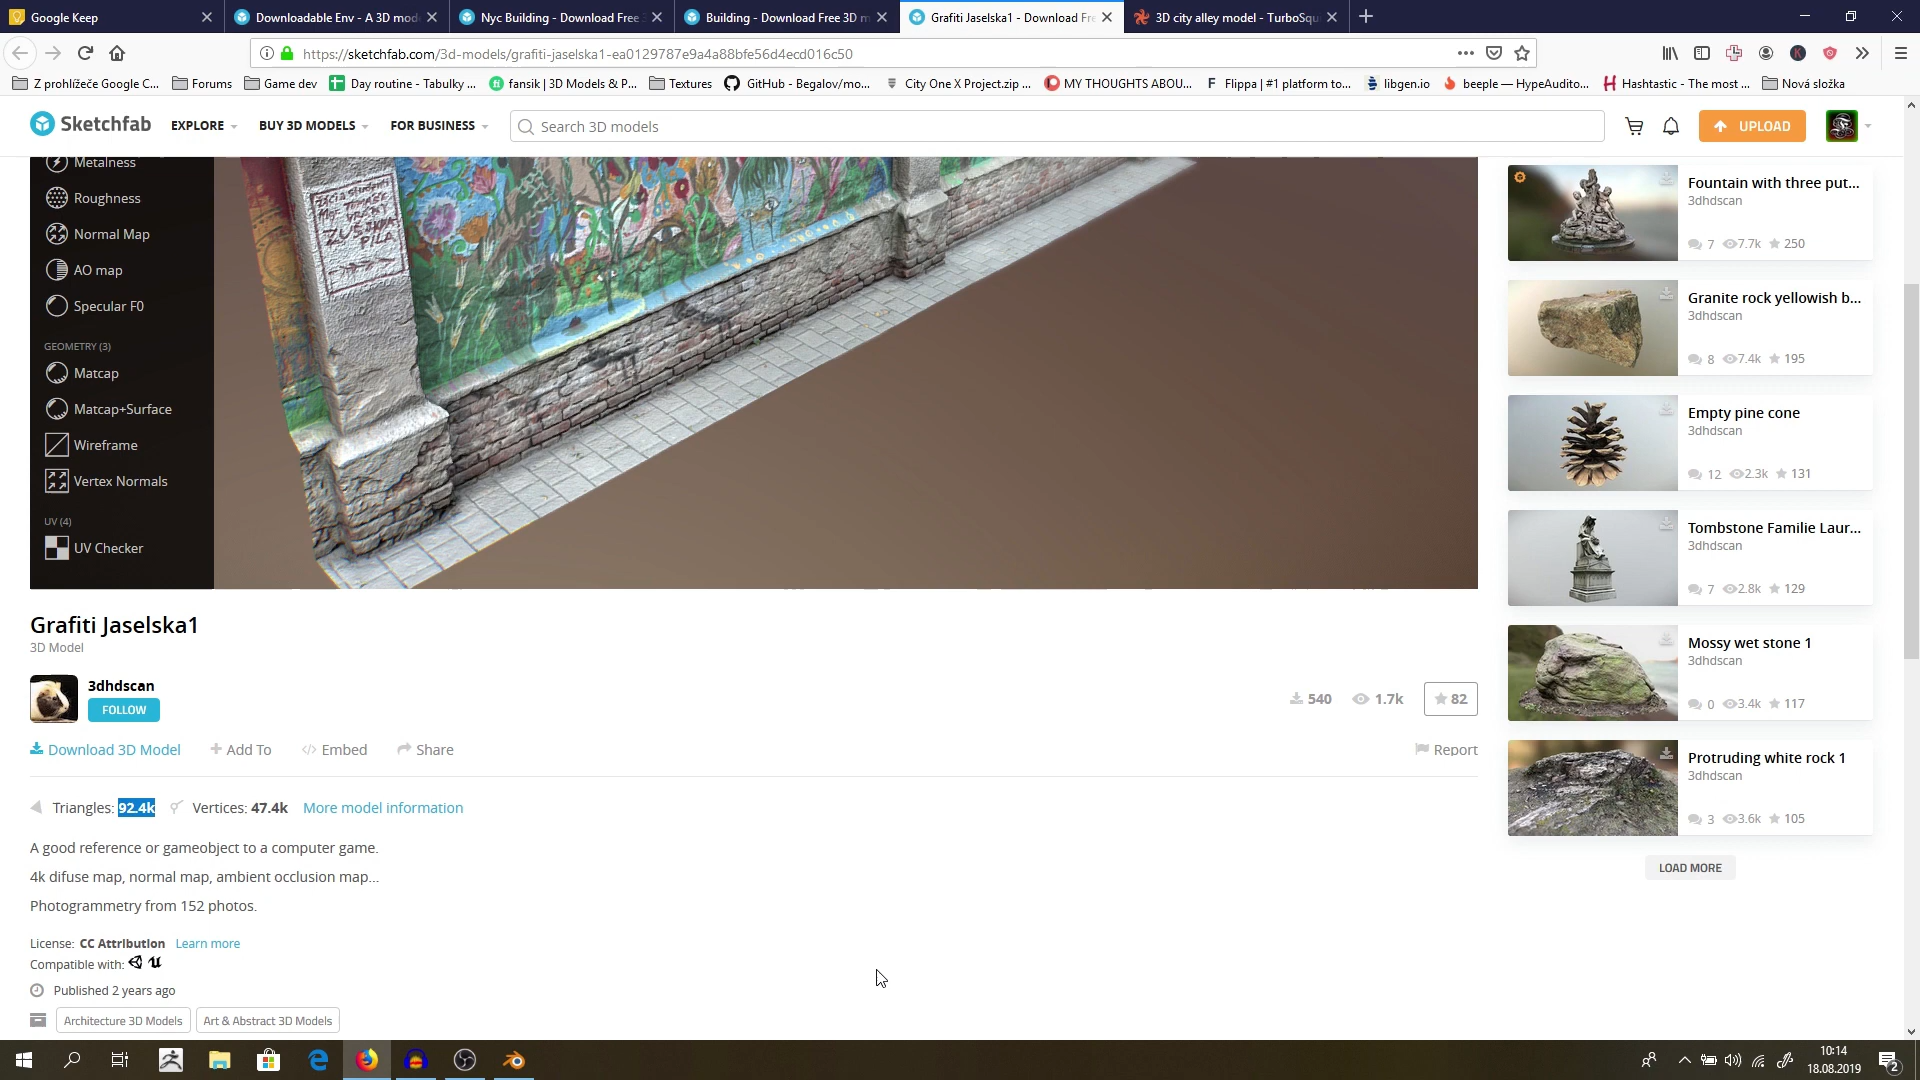 Google Keep
Downloadable Env - A 3D mod
Nyc Building - Download Free 3
Building - Download Free 3D m
Grafiti Jaselska1 - Download Fr
3D city alley model - TurboSqu
https://sketchfab.com/3d-models/grafiti-jaselska1-ea0129787e9a4a88bfe56d4ecd016c50
Z prohlížeče Google C...
Forums
Game dev
Day routine - Tabulky ...
fansik | 3D Models & P...
Textures
GitHub - Begalov/mo...
City One X Project.zip ...
MY THOUGHTS ABOU...
Flippa | #1 platform to...
libgen.io
beeple — HypeAudito...
Hashtastic - The most ...
Nová složka
Sketchfab
EXPLORE
BUY 3D MODELS
FOR BUSINESS
Search 3D models
UPLOAD
Metalness
Roughness
Normal Map
AO map
Specular F0
GEOMETRY (3)
Matcap
Matcap+Surface
Wireframe
Vertex Normals
UV (4)
UV Checker
Grafiti Jaselska1
3D Model
3dhdscan
FOLLOW
540
1.7k
82
Download 3D Model
Add To
Embed
Share
Report
Triangles: 92.4k
Vertices: 47.4k
More model information
A good reference or gameobject to a computer game.
4k difuse map, normal map, ambient occlusion map...
Photogrammetry from 152 photos.
License: CC Attribution Learn more
Compatible with:
Published 2 years ago
Architecture 3D Models
Art & Abstract 3D Models
Fountain with three put...
3dhdscan
7 7.7k 250
Granite rock yellowish b...
3dhdscan
8 7.4k 195
Empty pine cone
3dhdscan
12 2.3k 131
Tombstone Familie Laur...
3dhdscan
7 2.8k 129
Mossy wet stone 1
3dhdscan
0 3.4k 117
Protruding white rock 1
3dhdscan
3 3.6k 105
LOAD MORE
10:14
18.08.2019
2